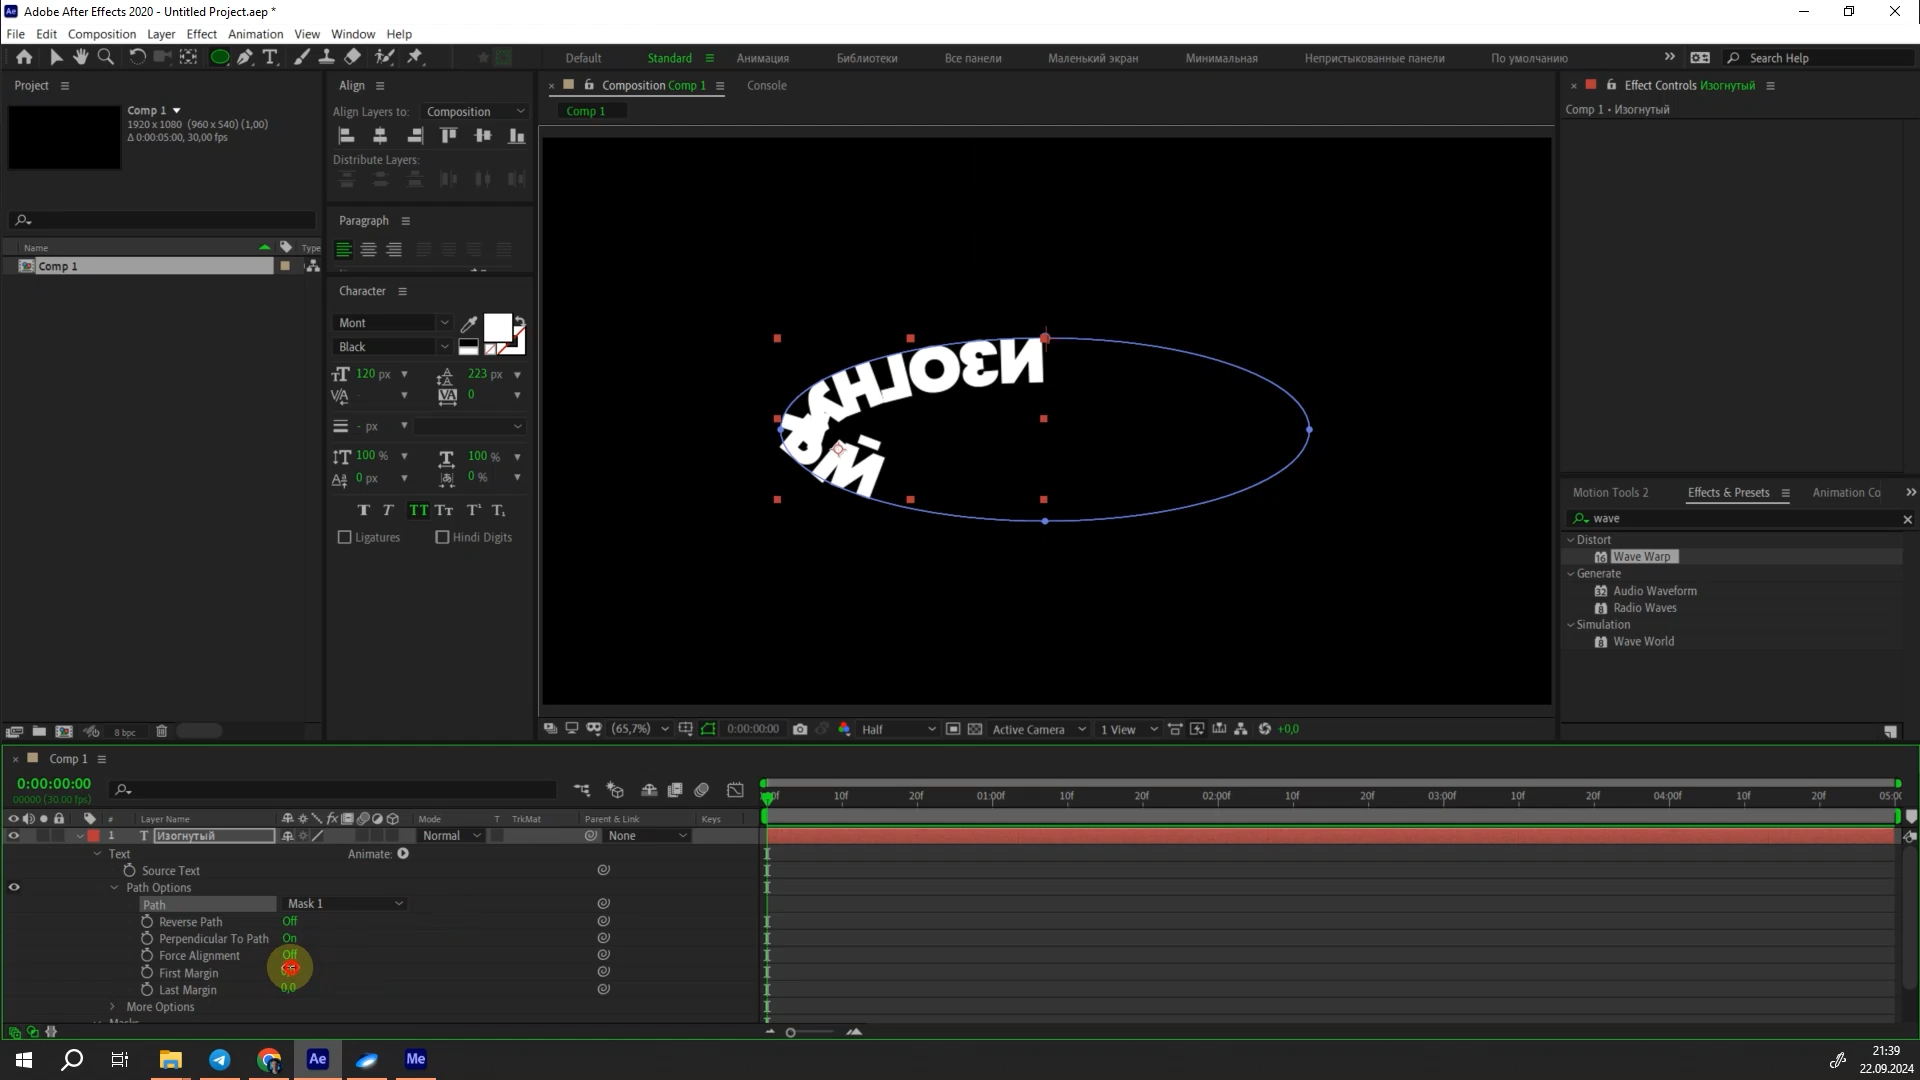 Adobe After Effects 2020 - Untitled Project.aep *
File Edit Composition Layer Effect Animation View Window Help
Default Standard Анимация Библиотеки Все панели Маленький экран Минимальная Непристыкованные панели По умолчанию Search Help
Project
Comp 1
1920 x 1080 (960 x 540) (1,00)
Δ 0:00:05:00, 30,00 fps
Name Type
Comp 1
8 bpc
Align
Align Layers to: Composition
Distribute Layers:
Paragraph
Character
Mont
Black
120 px 223 px
0
- px
100 % 100 %
0 px 0 %
Ligatures Hindi Digits
Composition Comp 1 Console
Comp 1
ИЗОГНУТЫЙ
(65,7%) 0:00:00:00 Half Active Camera 1 View +0,0
Effect Controls Изогнутый
Comp 1 • Изогнутый
Motion Tools 2 Effects & Presets Animation Co
wave
Distort
Wave Warp
Generate
Audio Waveform
Radio Waves
Simulation
Wave World
Comp 1
0:00:00:00
00000 (30.00 fps)
10f 20f 01:00f 10f 20f 02:00f 10f 20f 03:00f 10f 20f 04:00f 10f 20f
# Layer Name Mode T TrkMat Parent & Link Keys
1 T Изогнутый Normal None
Text Animate:
Source Text
Path Options
Path Mask 1
Reverse Path Off
Perpendicular To Path On
Force Alignment Off
First Margin
Last Margin 0,0
More Options
Masks
Ae Me
21:39
22.09.2024